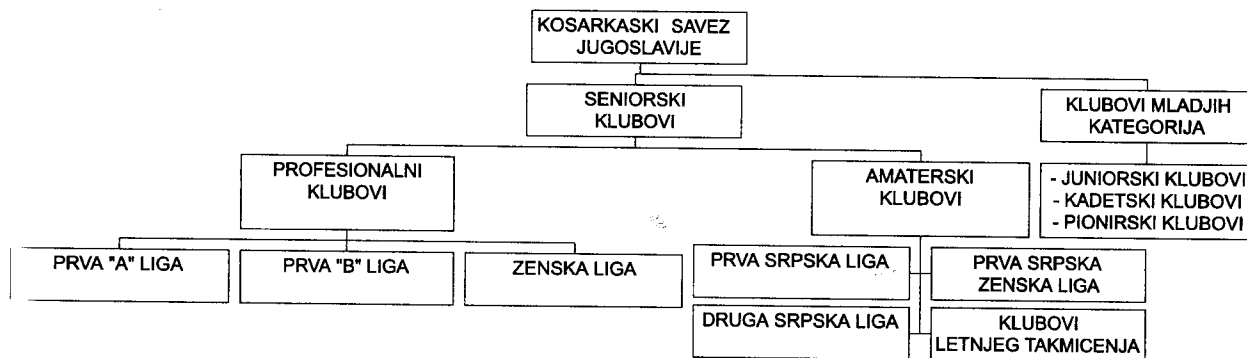 KOSARKASKI SAVEZ
JUGOSLAVIJE
SENIORSKI
KLUBOVI
KLUBOVI MLADJIH
KATEGORIJA
PROFESIONALNI
KLUBOVI
AMATERSKI
KLUBOVI
- JUNIORSKI KLUBOVI
- KADETSKI KLUBOVI
- PIONIRSKI KLUBOVI
PRVA "A" LIGA
PRVA "B" LIGA
ZENSKA LIGA
PRVA SRPSKA LIGA
PRVA SRPSKA
ZENSKA LIGA
DRUGA SRPSKA LIGA
KLUBOVI
LETNJEG TAKMICENJA